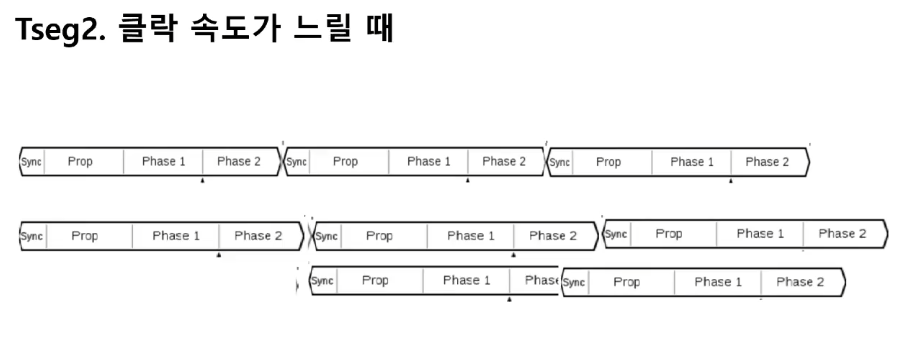 Tseg2. 클락 속도가 느릴 때
Sync Prop Phase 1 Phase 2 Sync Prop Phase 1 Phase 2 Sync Prop Phase 1 Phase 2
Sync Prop Phase 1 Phase 2 Sync Prop Phase 1 Phase 2 Sync Prop Phase 1 Phase 2
Sync Prop Phase 1 Phase Sync Prop Phase 1 Phase 2